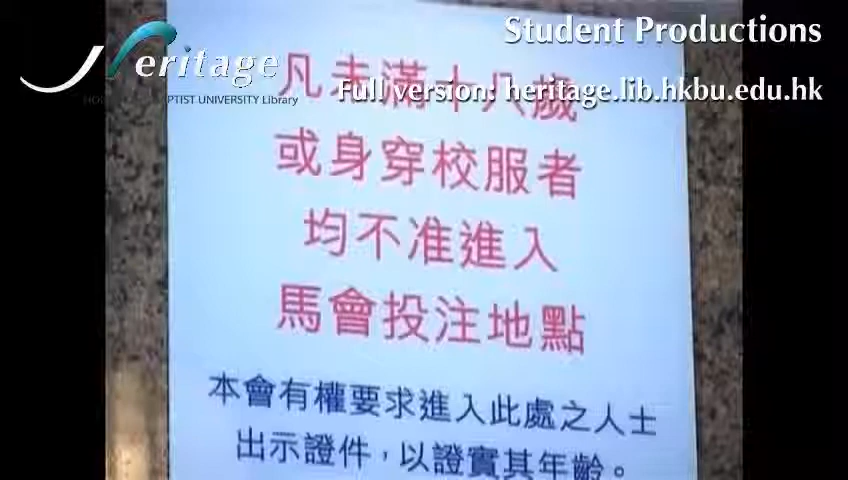 Student Productions
Heritage
凡未滿十八歲
Full version: heritage.lib.hkbu.edu.hk
BAPTIST UNIVERSITY Library
或身穿校服者
均不准進入
馬會投注地點
本會有權要求進入此處之人士
出示證件，以證實其年齡。